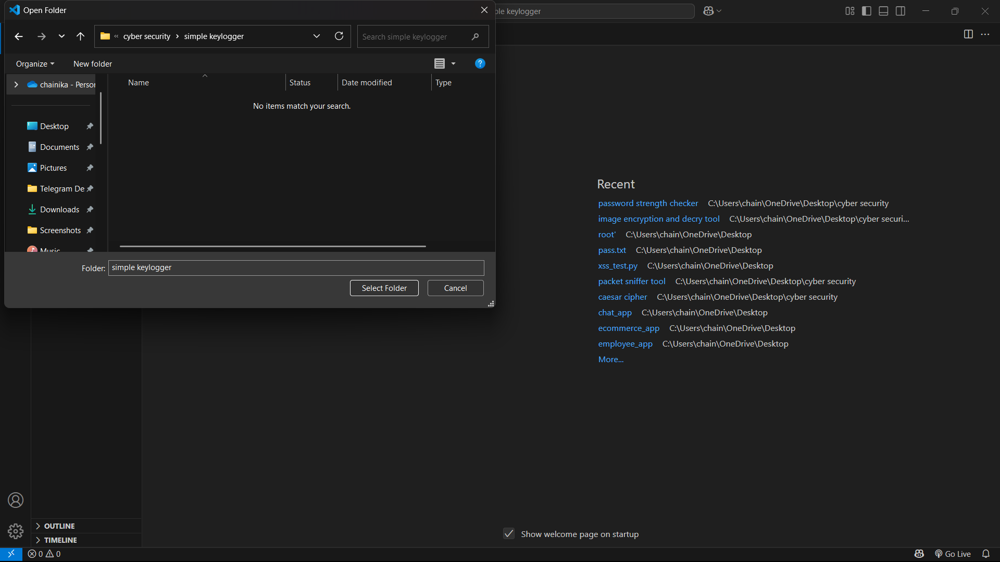 Open Folder
ple keylogger
« cyber security > simple keylogger
Search simple keylogger
Organize
New folder
?
chainika - Person
Name
Status
Date modified
Type
No items match your search.
Desktop
Documents
Pictures
Telegram De
Downloads
Screenshots
Music
Folder: simple keylogger
Select Folder
Cancel
Recent
password strength checker C:\Users\chain\OneDrive\Desktop\cyber security
image encryption and decry tool C:\Users\chain\OneDrive\Desktop\cyber securi...
root' C:\Users\chain\OneDrive\Desktop
pass.txt C:\Users\chain\OneDrive\Desktop
xss_test.py C:\Users\chain\OneDrive\Desktop
packet sniffer tool C:\Users\chain\OneDrive\Desktop\cyber security
caesar cipher C:\Users\chain\OneDrive\Desktop\cyber security
chat_app C:\Users\chain\OneDrive\Desktop
ecommerce_app C:\Users\chain\OneDrive\Desktop
employee_app C:\Users\chain\OneDrive\Desktop
More...
OUTLINE
TIMELINE
Show welcome page on startup
0 0
Go Live